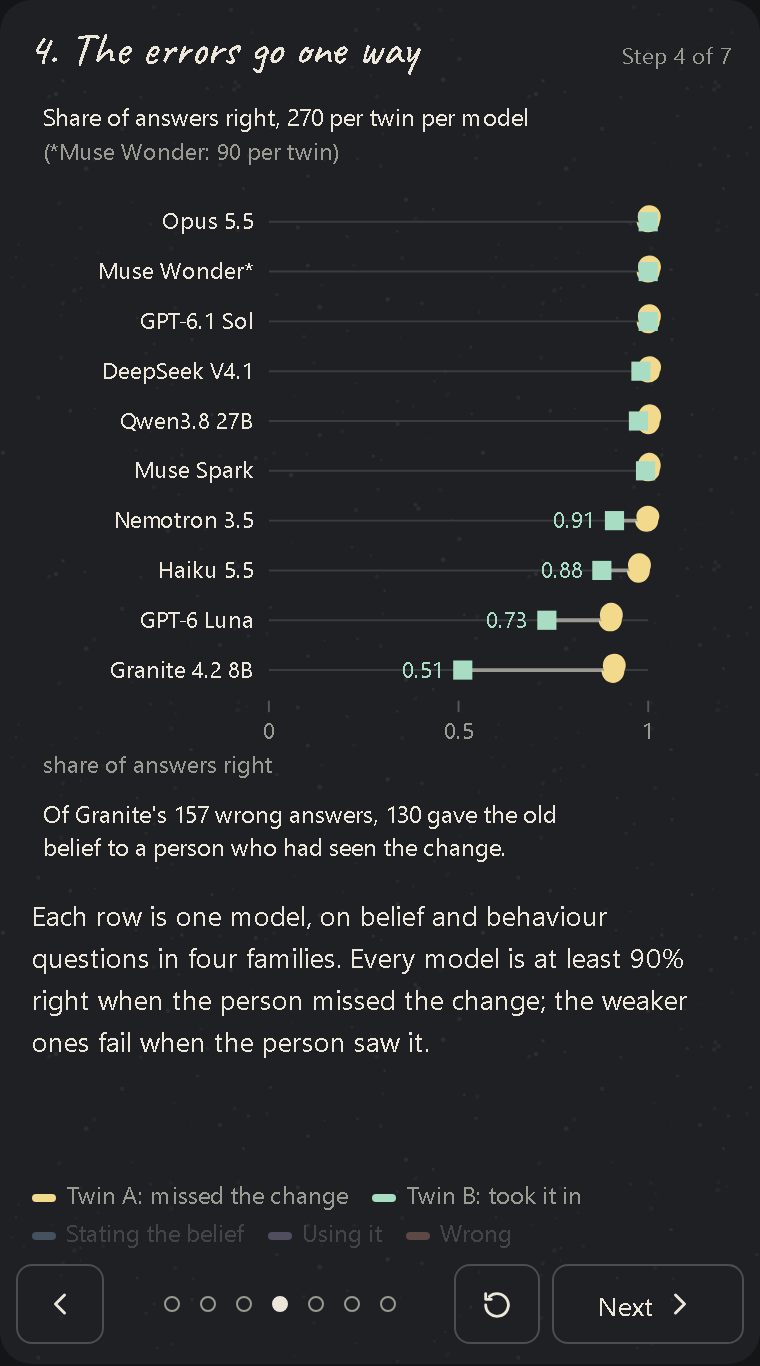 4. The errors go one way
Step 4 of 7
Share of answers right, 270 per twin per model
(*Muse Wonder: 90 per twin)
Opus 5.5
Muse Wonder*
GPT-6.1 Sol
DeepSeek V4.1
Qwen3.8 27B
Muse Spark
Nemotron 3.5
0.91
Haiku 5.5
0.88
GPT-6 Luna
0.73
Granite 4.2 8B
0.51
0
0.5
1
share of answers right
Of Granite's 157 wrong answers, 130 gave the old
belief to a person who had seen the change.
Each row is one model, on belief and behaviour
questions in four families. Every model is at least 90%
right when the person missed the change; the weaker
ones fail when the person saw it.
Twin A: missed the change
Twin B: took it in
Stating the belief
Using it
Wrong
Next